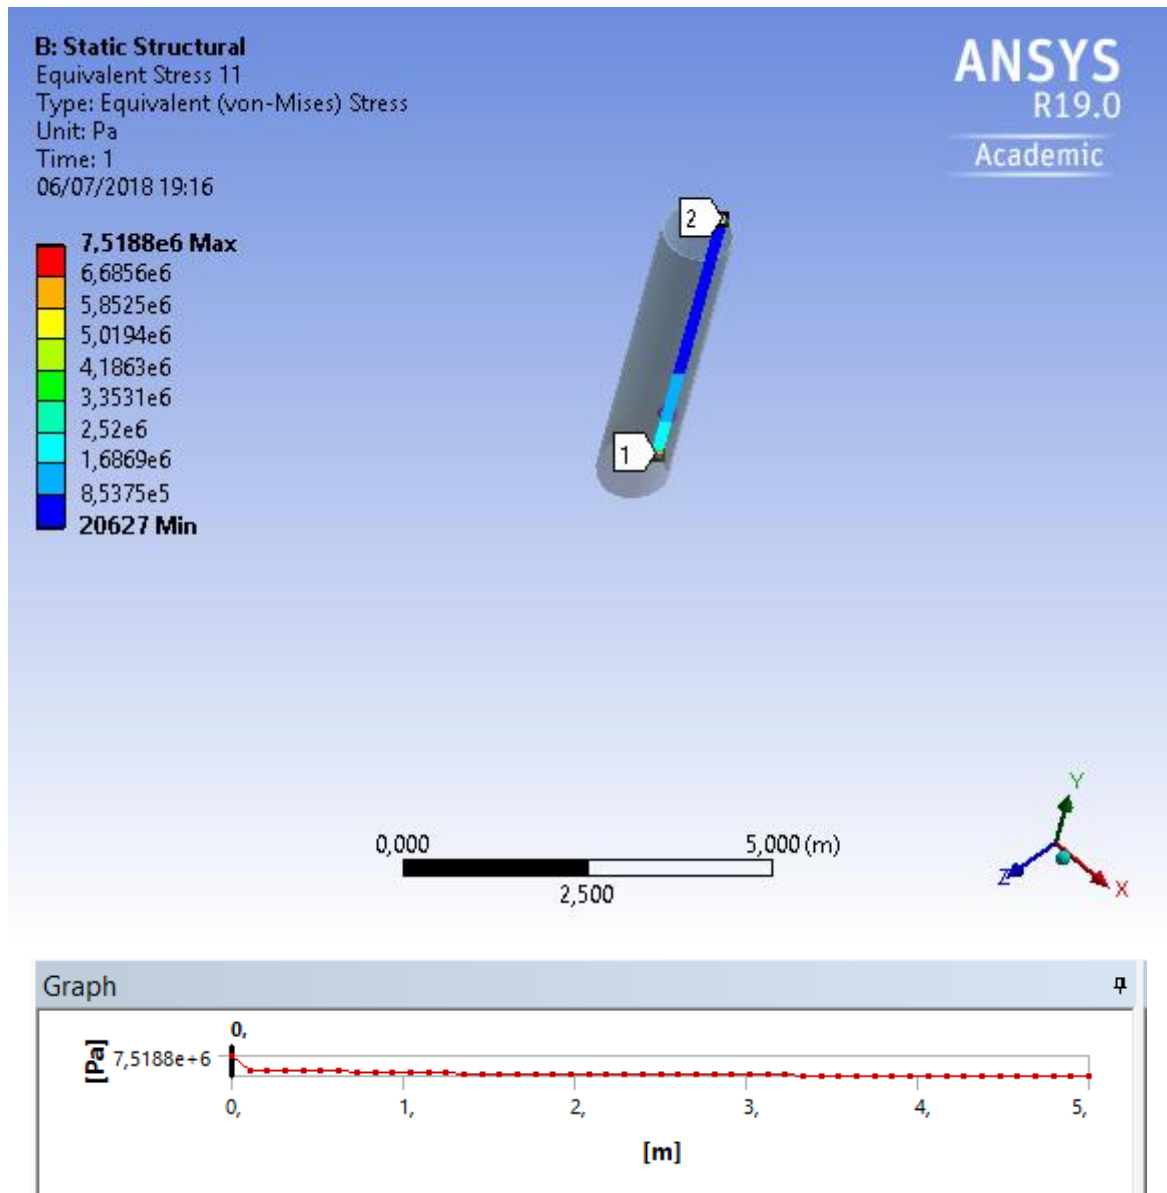 B: Static Structural
Equivalent Stress 11
Type: Equivalent (von-Mises) Stress
Unit: Pa
Time: 1
06/07/2018 19:16
ANSYS
R19.0
Academic
7,5188e6 Max
6,6856e6
5,8525e6
5,0194e6
4,1863e6
3,3531e6
2,52e6
1,6869e6
8,5375e5
20627 Min
2
1
0,000
5,000 (m)
2,500
Y
Z
X
Graph
0,
[Pa]
7,5188e+6
0,
1,
2,
3,
4,
5,
[m]